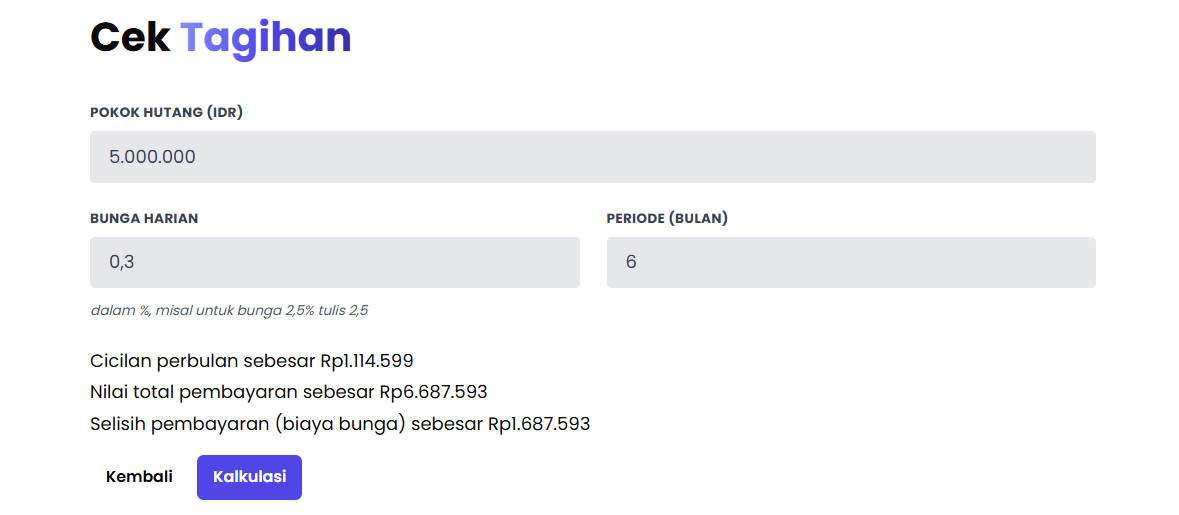 Cek Tagihan
POKOK HUTANG (IDR)
5.000.000
BUNGA HARIAN
PERIODE (BULAN)
0,3
6
dalam %, misal untuk bunga 2,5% tulis 2,5
Cicilan perbulan sebesar Rp1.114.599
Nilai total pembayaran sebesar Rp6.687.593
Selisih pembayaran (biaya bunga) sebesar Rp1.687.593
Kembali
Kalkulasi